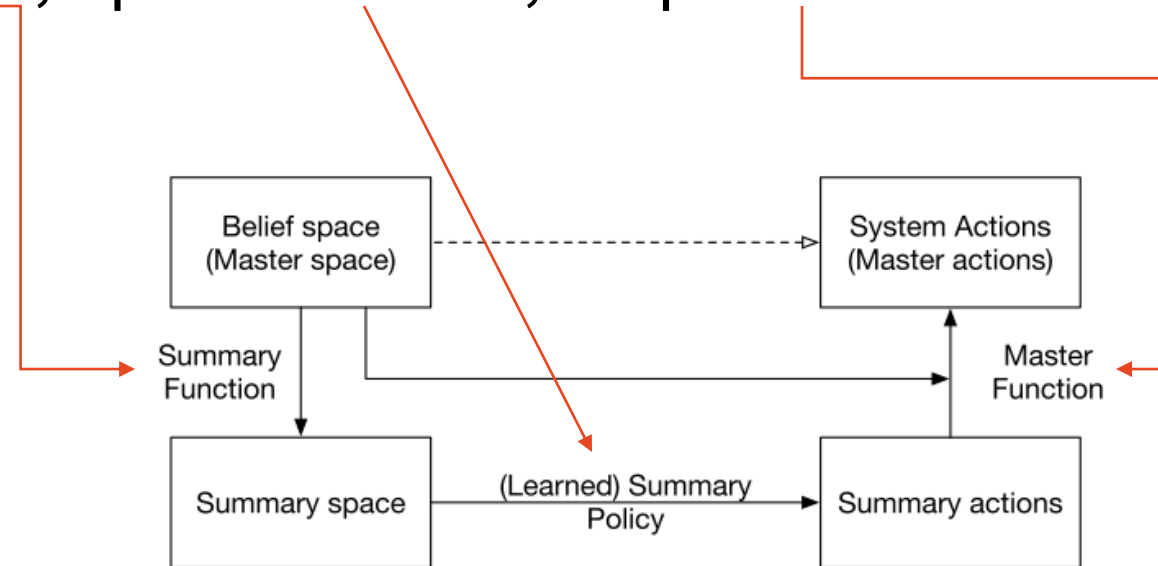 Belief space
(Master space)
System Actions
(Master actions)
Summary
Function
Master
Function
Summary space
(Learned) Summary
Policy
Summary actions